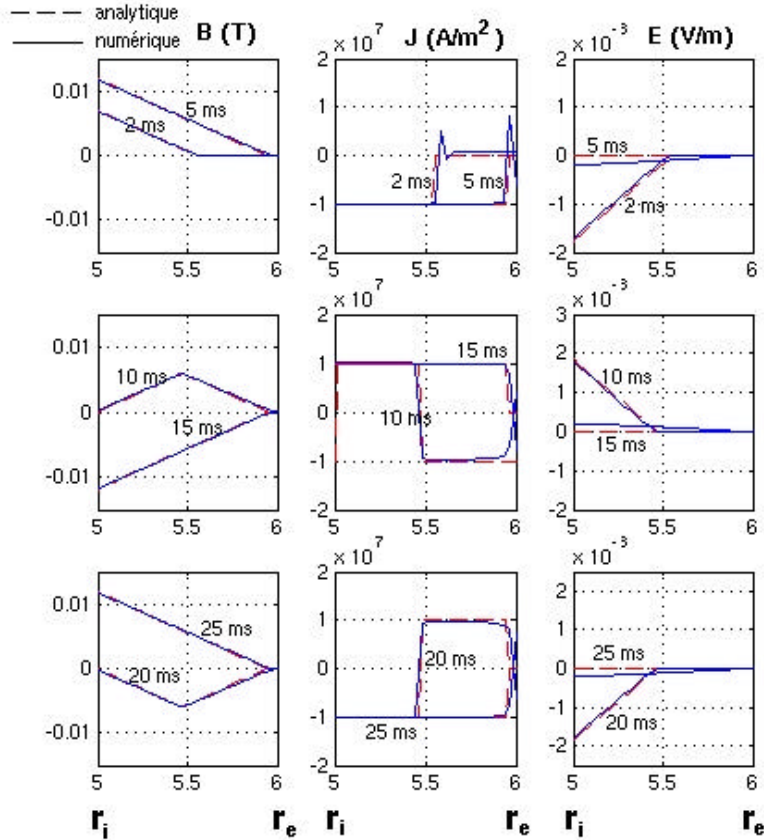 analytique
numérique
B (T) J (A/m²) E (V/m)
× 10⁷ × 10⁻³
0.01 0 -0.01
5 ms 2 ms
5 5.5 6
2 1 0 -1 -2
2 ms 5 ms
5 5.5 6
2 1 0 -1 -2
5 ms 2 ms
5 5.5 6
× 10⁷ × 10⁻³
0.01 0 -0.01
10 ms 15 ms
5 5.5 6
2 1 0 -1 -2
15 ms 10 ms
5 5.5 6
3 2 1 0 -1 -2
10 ms 15 ms
5 5.5 6
× 10⁷ × 10⁻³
0.01 0 -0.01
25 ms 20 ms
5 5.5 6
2 1 0 -1 -2
20 ms 25 ms
5 5.5 6
2 1 0 -1 -2
25 ms 20 ms
5 5.5 6
rᵢ rₑ rᵢ rₑ rᵢ rₑ